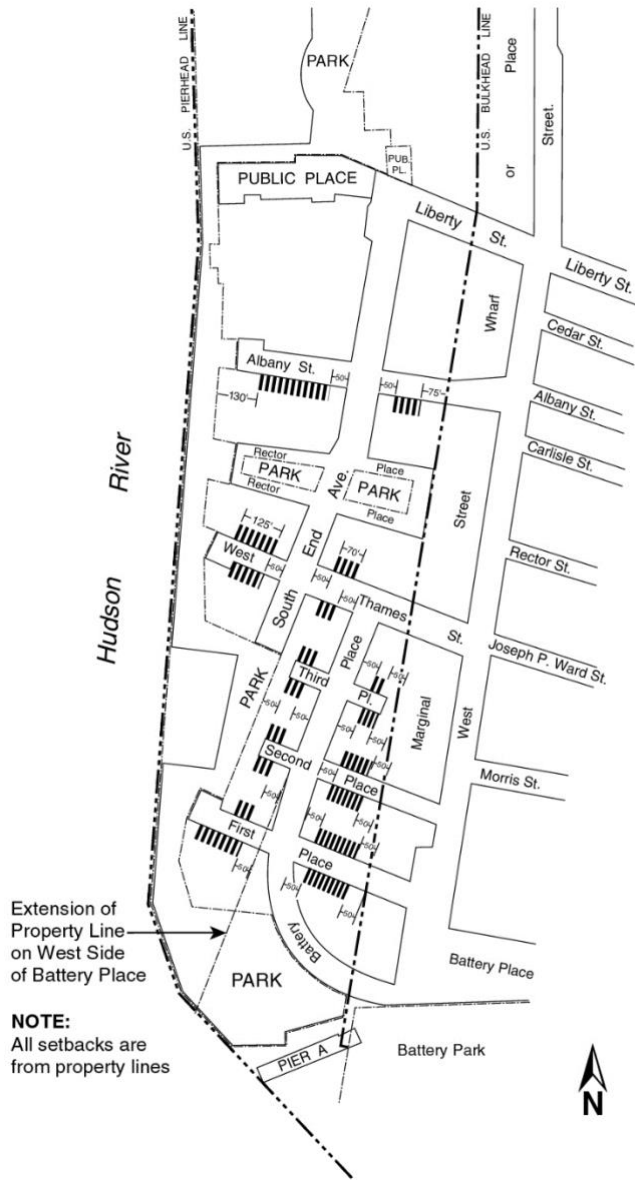 U.S. PIERHEAD LINE
PARK
U.S. BULKHEAD LINE
Place
or
Street.
PUB.
PL.
PUBLIC PLACE
Liberty
St.
Liberty St.
Wharf
Cedar St.
Albany St.
50'
50'
75'
130'
Albany St.
Carlisle St.
Rector
PARK
Rector
Ave.
Place
PARK
Place
Street
Hudson River
125'
West
50'
End
70'
50'
Rector St.
South
50'
Thames
St.
Joseph P. Ward St.
PARK
Place
Third
50'
50'
Pl.
50'
50'
50'
50'
Marginal
West
Second
50'
50'
50'
Place
Morris St.
50'
50'
50'
First
50'
Place
50'
50'
Extension of
Property Line
on West Side
of Battery Place
Battery
Battery Place
PARK
NOTE:
All setbacks are
from property lines
PIER A
Battery Park
N